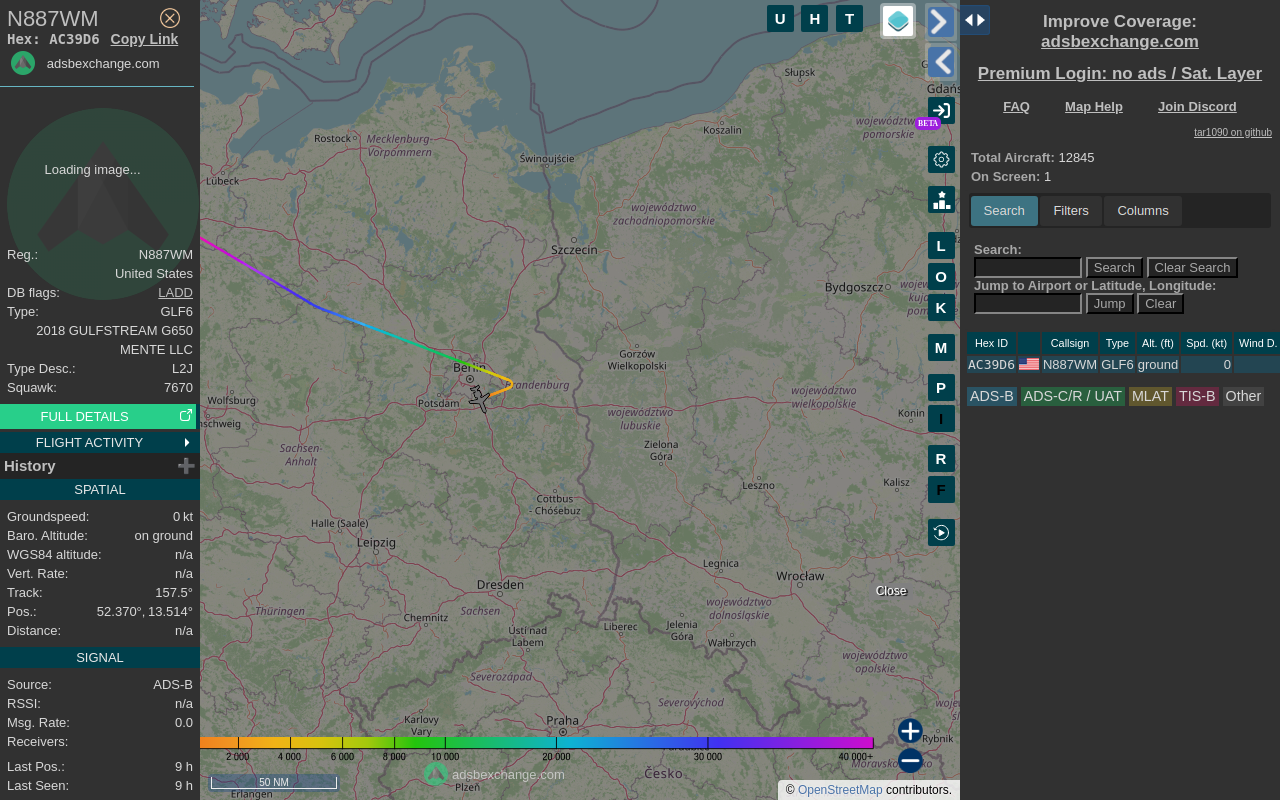 N887WM
Hex: AC39D6 Copy Link
adsbexchange.com
Loading image...
Reg.: N887WM
United States
DB flags: LADD
Type: GLF6
2018 GULFSTREAM G650
MENTE LLC
Type Desc.: L2J
Squawk: 7670
FULL DETAILS
FLIGHT ACTIVITY
History
SPATIAL
Groundspeed: 0 kt
Baro. Altitude: on ground
WGS84 altitude: n/a
Vert. Rate: n/a
Track: 157.5°
Pos.: 52.370°, 13.514°
Distance: n/a
SIGNAL
Source: ADS-B
RSSI: n/a
Msg. Rate: 0.0
Receivers:
Last Pos.: 9 h
Last Seen: 9 h
U H T
BETA
L
O
K
M
P
I
R
F
Słupsk
Gdańs
Koszalin
województwo
pomorskie
Rostock
Mecklenburg-
Vorpommern
Świnoujście
Lübeck
województwo
zachodniopomorskie
Szczecin
Bydgoszcz
Gorzów
Wielkopolski
Berlin
Brandenburg
Potsdam
Wolfsburg
nschweig
województwo
lubuskie
województwo
wielkopolskie
Konin
Sachsen-
Anhalt
Zielona
Góra
Leszno
Kalisz
Cottbus
- Chóśebuz
Halle (Saale)
Leipzig
Legnica
Wrocław
Dresden
Close
województwo
dolnośląskie
Thüringen
Chemnitz
Sachsen
Ústí nad
Labem
Liberec
Jelenia
Góra
Wałbrzych
województwo
opolskie
Severozápad
Severovýchod
Karlovy
Vary
Praha
Rybnik
Česko
Plzeň
Erlangen
2 000 4 000 6 000 8 000 10 000 20 000 30 000 40 000+
adsbexchange.com
50 NM
© OpenStreetMap contributors.
Improve Coverage:
adsbexchange.com
Premium Login: no ads / Sat. Layer
FAQ Map Help Join Discord
tar1090 on github
Total Aircraft: 12845
On Screen: 1
Search Filters Columns
Search:
Search Clear Search
Jump to Airport or Latitude, Longitude:
Jump Clear
Hex ID Callsign Type Alt. (ft) Spd. (kt) Wind D.
AC39D6 N887WM GLF6 ground 0
ADS-B ADS-C/R / UAT MLAT TIS-B Other